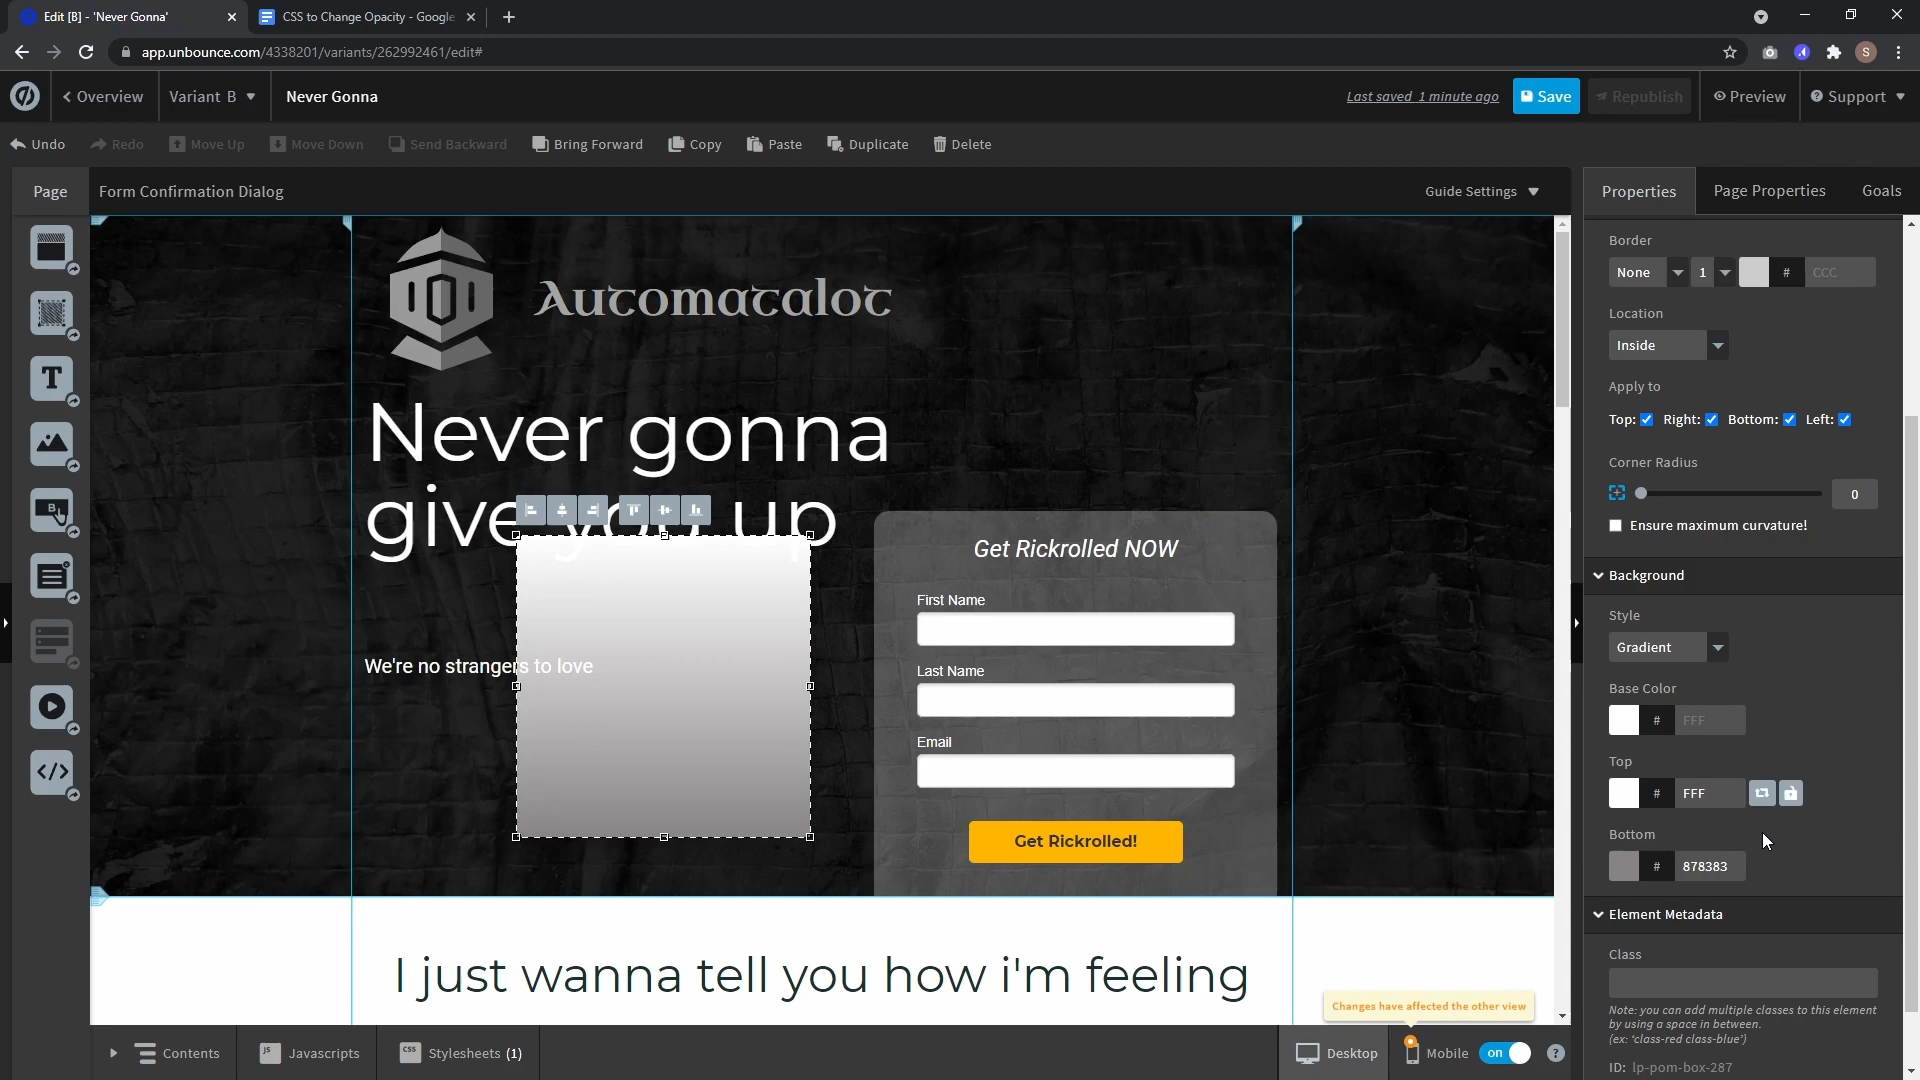 Edit [B] - 'Never Gonna'
CSS to Change Opacity - Google
app.unbounce.com/4338201/variants/262992461/edit#
S
Overview
Variant B
Never Gonna
Last saved 1 minute ago
Save
Republish
Preview
Support
Undo
Redo
Move Up
Move Down
Send Backward
Bring Forward
Copy
Paste
Duplicate
Delete
Page
Form Confirmation Dialog
Guide Settings
Properties
Page Properties
Goals
Automatalot
Never gonna
give you up
We're no strangers to love
Get Rickrolled NOW
First Name
Last Name
Email
Get Rickrolled!
I just wanna tell you how i'm feeling
Border
None
1
#
CCC
Location
Inside
Apply to
Top:
Right:
Bottom:
Left:
Corner Radius
0
Ensure maximum curvature!
Background
Style
Gradient
Base Color
#
FFF
Top
#
FFF
Bottom
#
878383
Element Metadata
Class
Note: you can add multiple classes to this element
by using a space in between.
(ex: 'class-red class-blue')
ID: lp-pom-box-287
Changes have affected the other view
Contents
JS
Javascripts
CSS
Stylesheets (1)
Desktop
Mobile
on
?